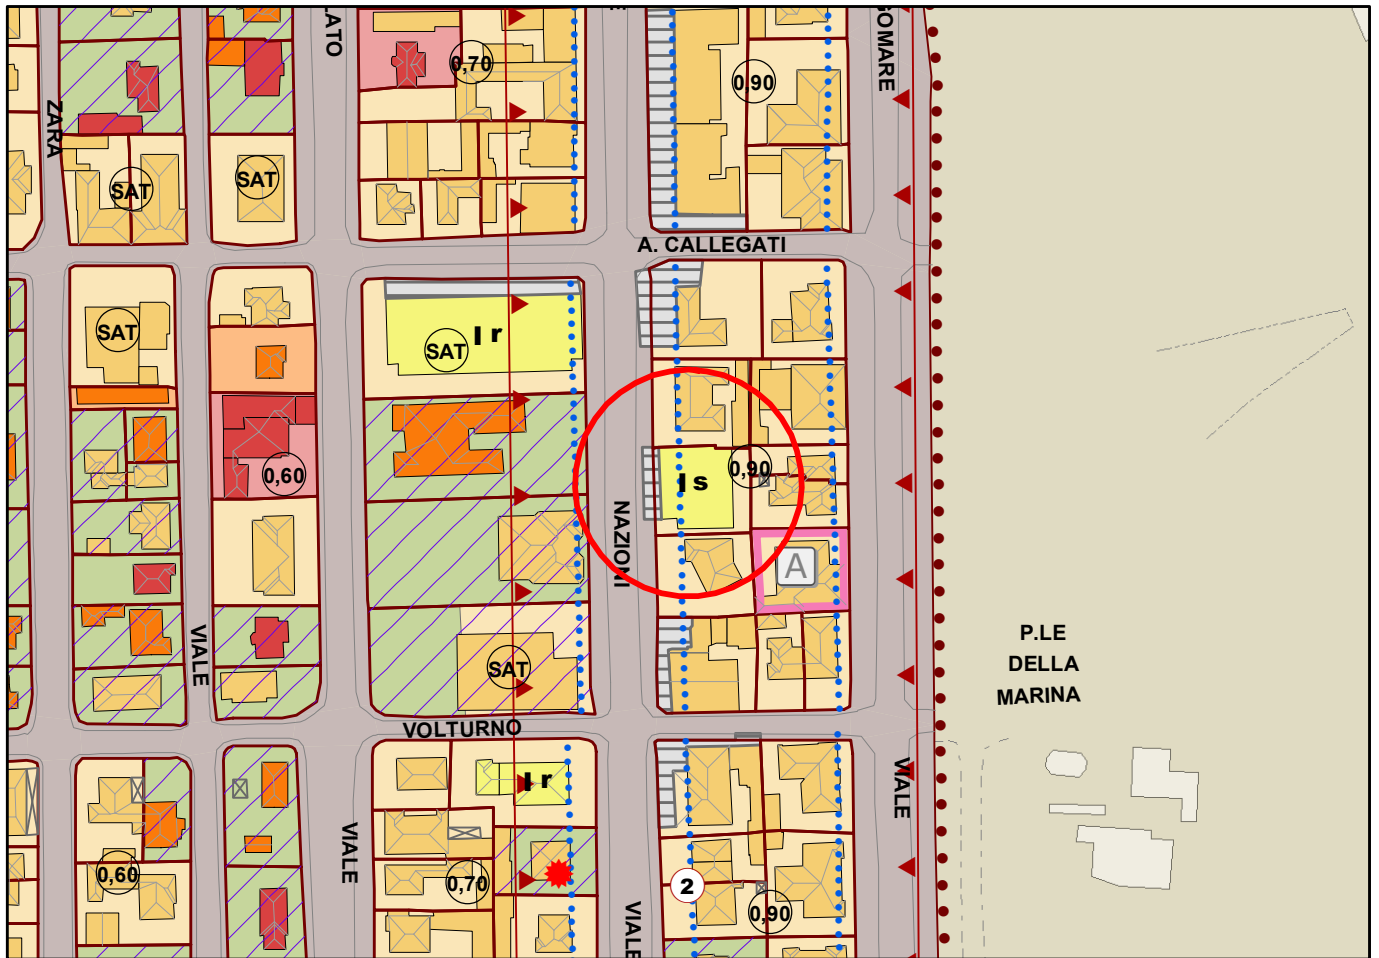 LATO
GOMARE
0,70
0,90
ZARA
SAT
SAT
A. CALLEGATI
SAT
SAT
I r
0,60
I s
0,90
NAZIONI
A
P.LE
DELLA
MARINA
VIALE
SAT
VOLTURNO
I r
VIALE
VIALE
0,60
0,70
2
0,90
VIALE